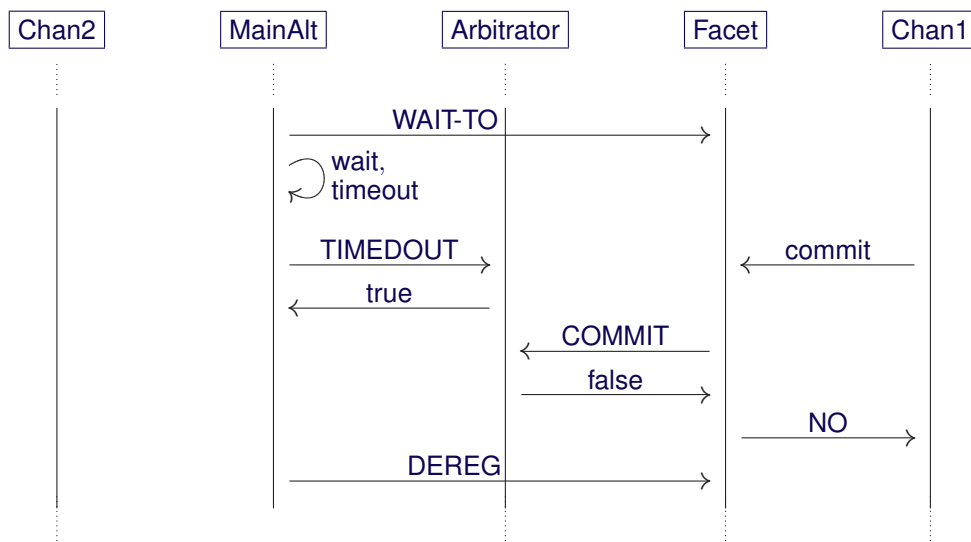 Chan2 MainAlt Arbitrator Facet Chan1
WAIT-TO
wait,
timeout
TIMEDOUT commit
true
COMMIT
false
NO
DEREG